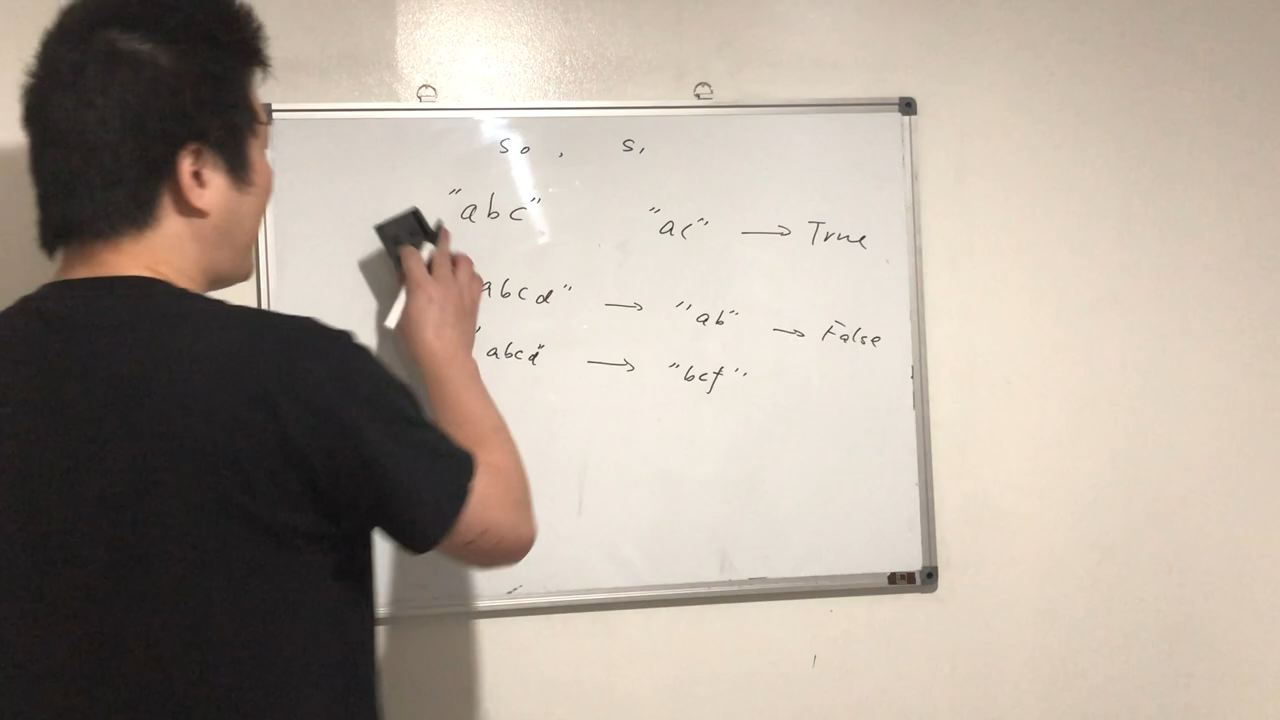 s0 , s1
"abc" "ac" → True
abcd" → "ab" → False
"abcd" → "bcf"